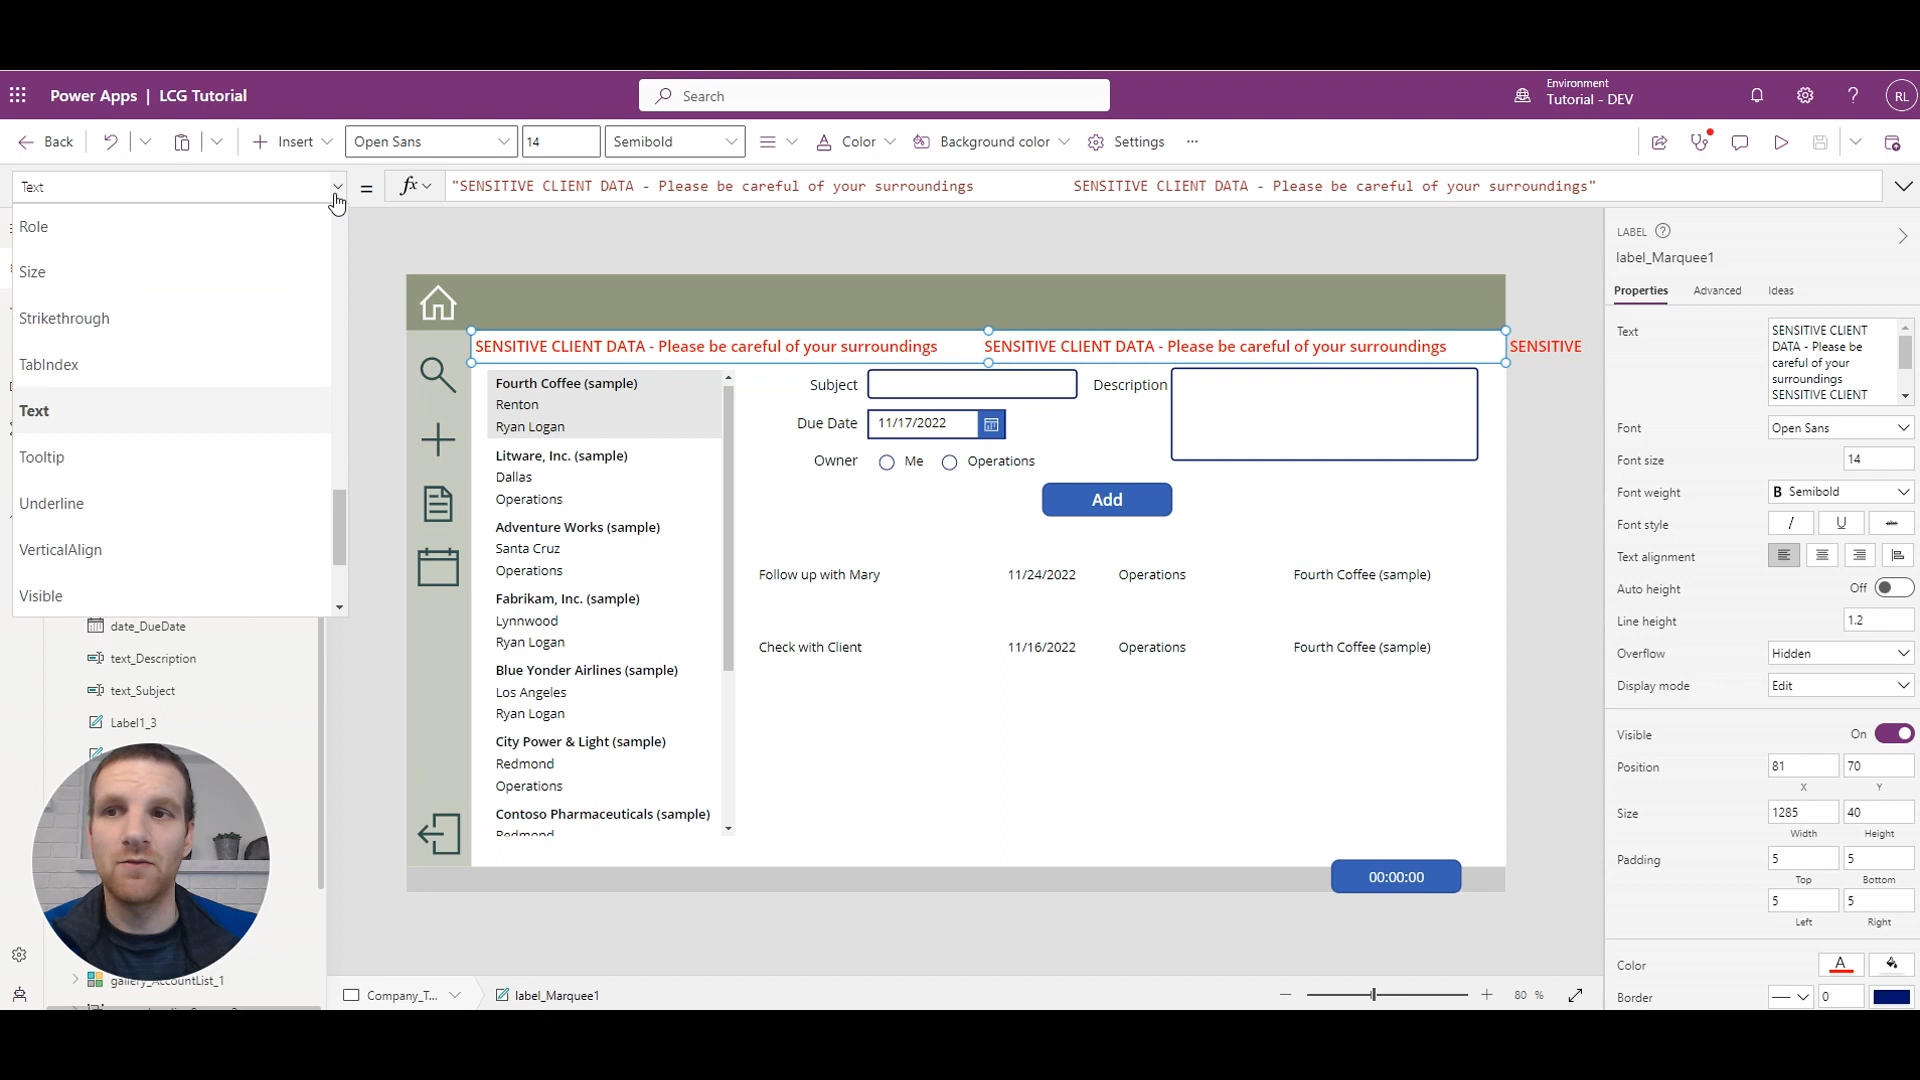 Power Apps | LCG Tutorial
Search
Environment
Tutorial - DEV
RL
Back
Insert
Open Sans
14
Semibold
Color
Background color
Settings
Text
=
fx
"SENSITIVE CLIENT DATA - Please be careful of your surroundings SENSITIVE CLIENT DATA - Please be careful of your surroundings"
Role
Size
Strikethrough
TabIndex
Text
Tooltip
Underline
VerticalAlign
Visible
date_DueDate
text_Description
text_Subject
Label1_3
gallery_AccountList_1
SENSITIVE CLIENT DATA - Please be careful of your surroundings SENSITIVE CLIENT DATA - Please be careful of your surroundings SENSITIVE
Fourth Coffee (sample)
Renton
Ryan Logan
Litware, Inc. (sample)
Dallas
Operations
Adventure Works (sample)
Santa Cruz
Operations
Fabrikam, Inc. (sample)
Lynnwood
Ryan Logan
Blue Yonder Airlines (sample)
Los Angeles
Ryan Logan
City Power & Light (sample)
Redmond
Operations
Contoso Pharmaceuticals (sample)
Redmond
Subject
Description
Due Date
11/17/2022
Owner
Me
Operations
Add
Follow up with Mary 11/24/2022 Operations Fourth Coffee (sample)
Check with Client 11/16/2022 Operations Fourth Coffee (sample)
00:00:00
Company_T...
label_Marquee1
80 %
LABEL
label_Marquee1
Properties
Advanced
Ideas
Text
SENSITIVE CLIENT
DATA - Please be
careful of your
surroundings
SENSITIVE CLIENT
Font
Open Sans
Font size
14
Font weight
B Semibold
Font style
Text alignment
Auto height
Off
Line height
1.2
Overflow
Hidden
Display mode
Edit
Visible
On
Position
81
70
X
Y
Size
1285
40
Width
Height
Padding
5
5
Top
Bottom
5
5
Left
Right
Color
Border
0